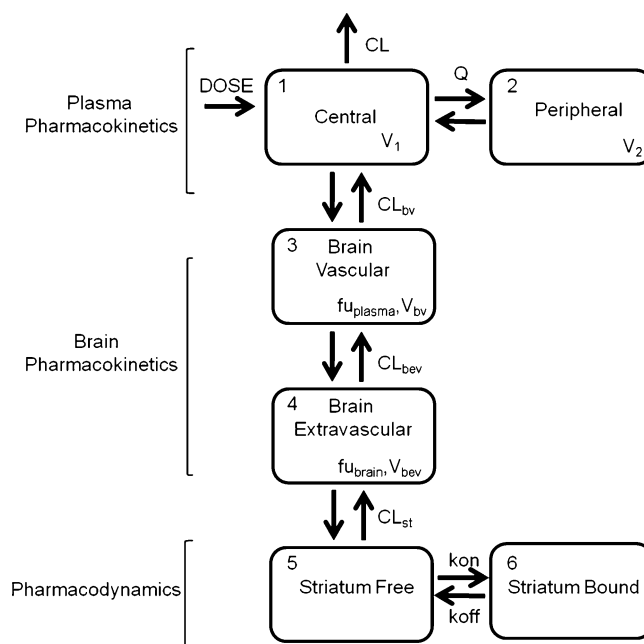 CL
Plasma
Pharmacokinetics
DOSE
1
Central
V1
Q
2
Peripheral
V2
CLbv
Brain
Pharmacokinetics
3
Brain
Vascular
fuplasma, Vbv
CLbev
4
Brain
Extravascular
fubrain, Vbev
CLst
Pharmacodynamics
5
Striatum Free
kon
koff
6
Striatum Bound